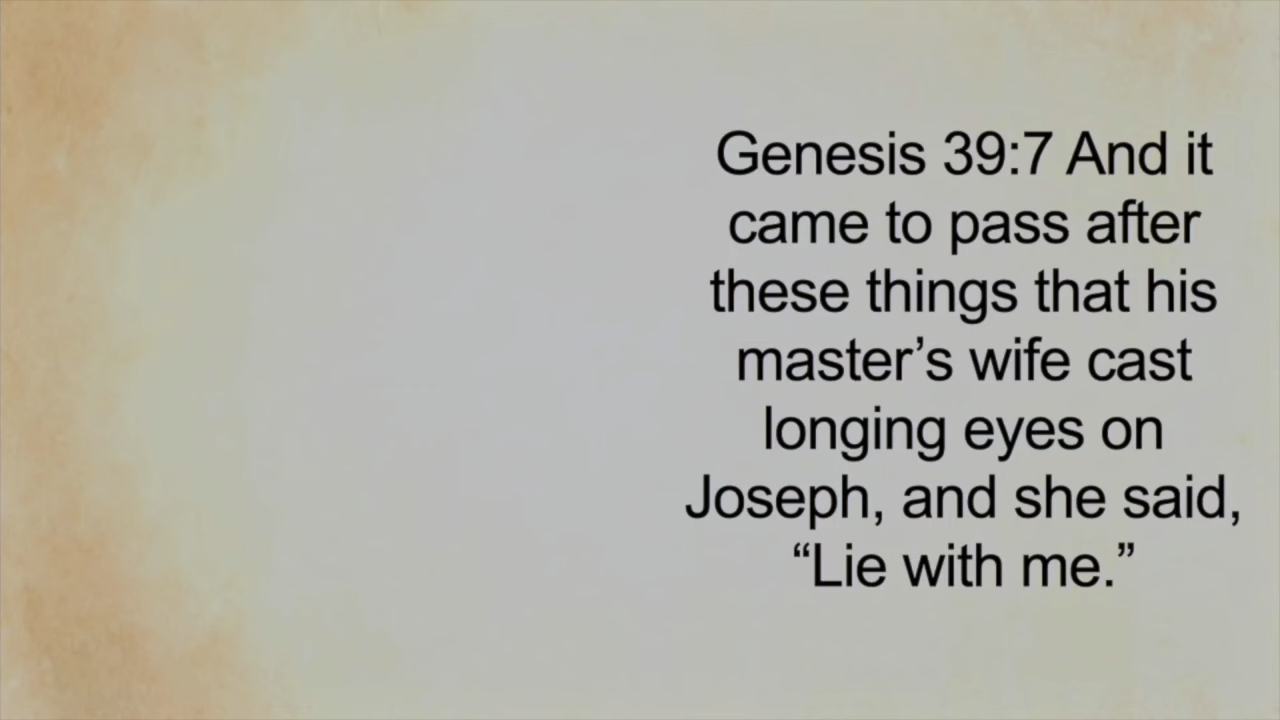 Genesis 39:7 And it
came to pass after
these things that his
master’s wife cast
longing eyes on
Joseph, and she said,
“Lie with me.”